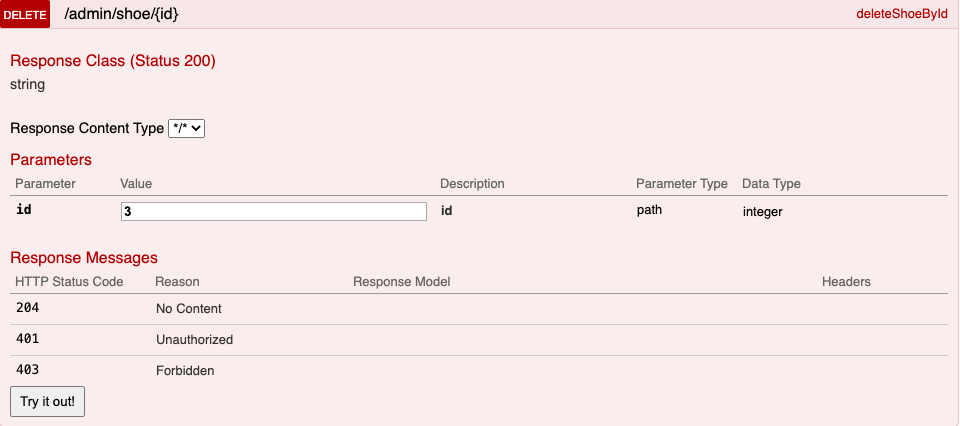 DELETE /admin/shoe/{id} deleteShoeById
Response Class (Status 200)
string
Response Content Type */*
Parameters
Parameter Value Description Parameter Type Data Type
id 3 id path integer
Response Messages
HTTP Status Code Reason Response Model Headers
204 No Content
401 Unauthorized
403 Forbidden
Try it out!